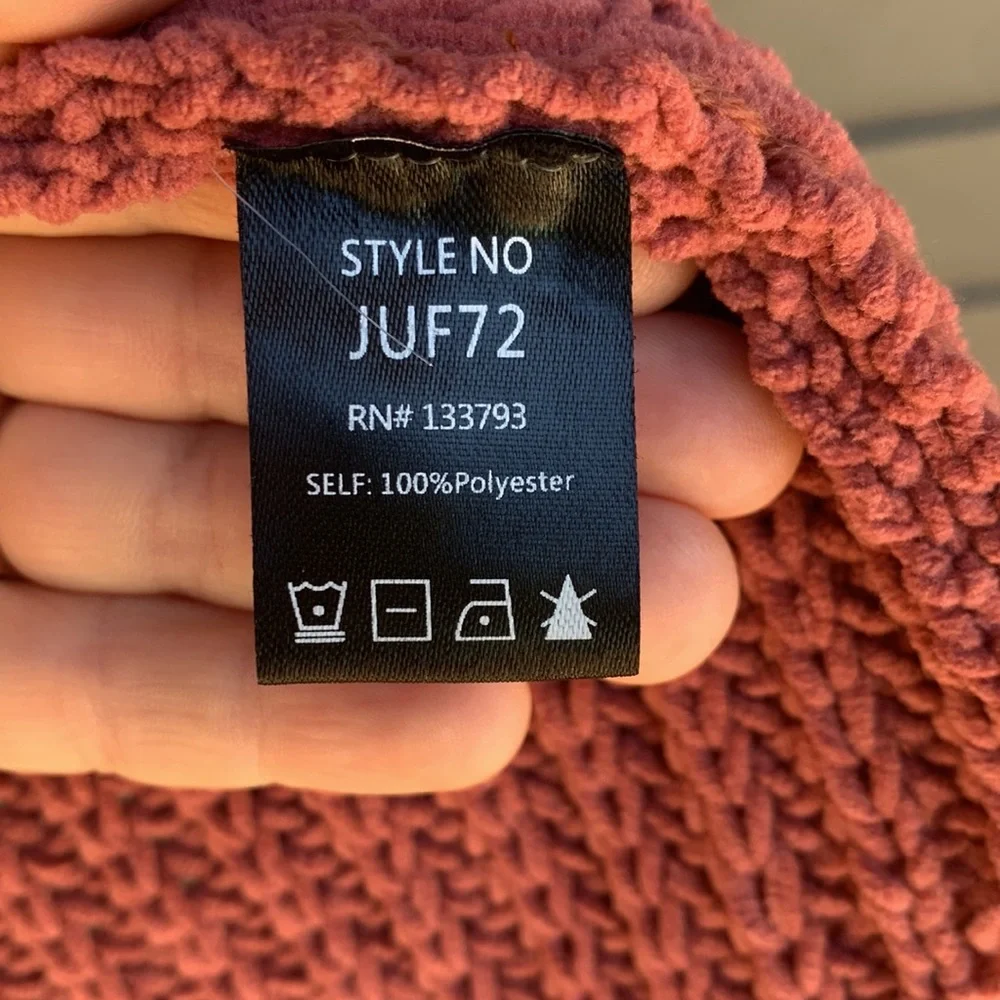 STYLE NO
JUF72
RN# 133793
SELF: 100%Polyester